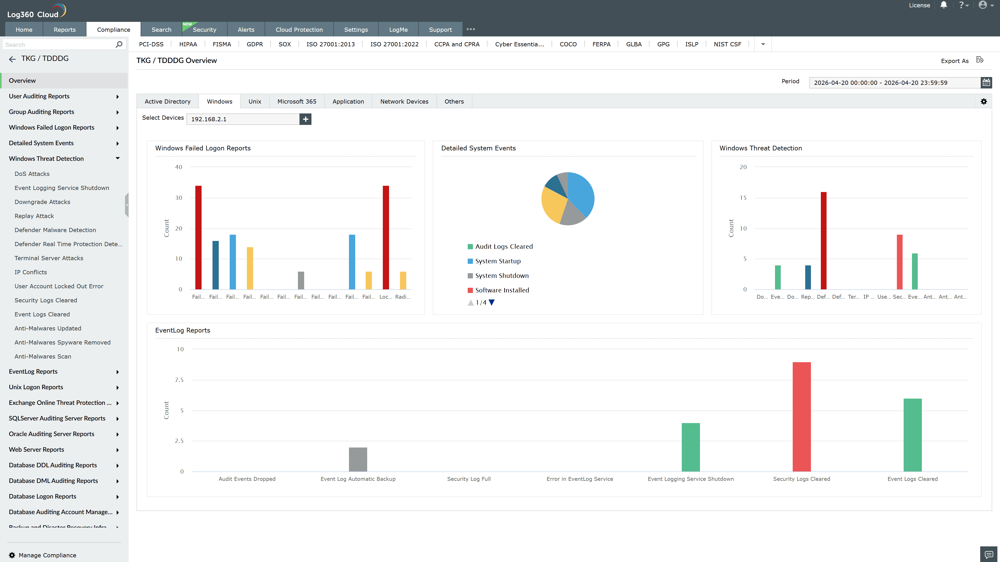 Log360 Cloud
License
?
Home
Reports
Compliance
Search
NEW
Security
Alerts
Cloud Protection
Settings
LogMe
Support
Search
PCI-DSS
HIPAA
FISMA
GDPR
SOX
ISO 27001:2013
ISO 27001:2022
CCPA and CPRA
Cyber Essentia...
COCO
FERPA
GLBA
GPG
ISLP
NIST CSF
TKG / TDDDG
Overview
User Auditing Reports
Group Auditing Reports
Windows Failed Logon Reports
Detailed System Events
Windows Threat Detection
DoS Attacks
Event Logging Service Shutdown
Downgrade Attacks
Replay Attack
Defender Malware Detection
Defender Real Time Protection Dete...
Terminal Server Attacks
IP Conflicts
User Account Locked Out Error
Security Logs Cleared
Event Logs Cleared
Anti-Malwares Updated
Anti-Malwares Spyware Removed
Anti-Malwares Scan
EventLog Reports
Unix Logon Reports
Exchange Online Threat Protection ...
SQLServer Auditing Server Reports
Oracle Auditing Server Reports
Web Server Reports
Database DDL Auditing Reports
Database DML Auditing Reports
Database Logon Reports
Database Auditing Account Manage...
Backup and Disaster Recovery Infra...
Manage Compliance
TKG / TDDDG Overview
Export As
Period
2026-04-20 00:00:00 - 2026-04-20 23:59:59
Active Directory
Windows
Unix
Microsoft 365
Application
Network Devices
Others
Select Devices
192.168.2.1
Windows Failed Logon Reports
40
30
20
10
0
Count
Fail... Fail... Fail... Fail... Fail... Fail... Fail... Fail... Fail... Fail... Fail... Loc... Radi...
Detailed System Events
Audit Logs Cleared
System Startup
System Shutdown
Software Installed
1/4
Windows Threat Detection
20
15
10
5
0
Count
Do... Eve... Do... Rep... Def... Def... Ter... IP ... Use... Sec... Eve... Ant... Ant... Ant...
EventLog Reports
10
7.5
5
2.5
0
Count
Audit Events Dropped
Event Log Automatic Backup
Security Log Full
Error in EventLog Service
Event Logging Service Shutdown
Security Logs Cleared
Event Logs Cleared